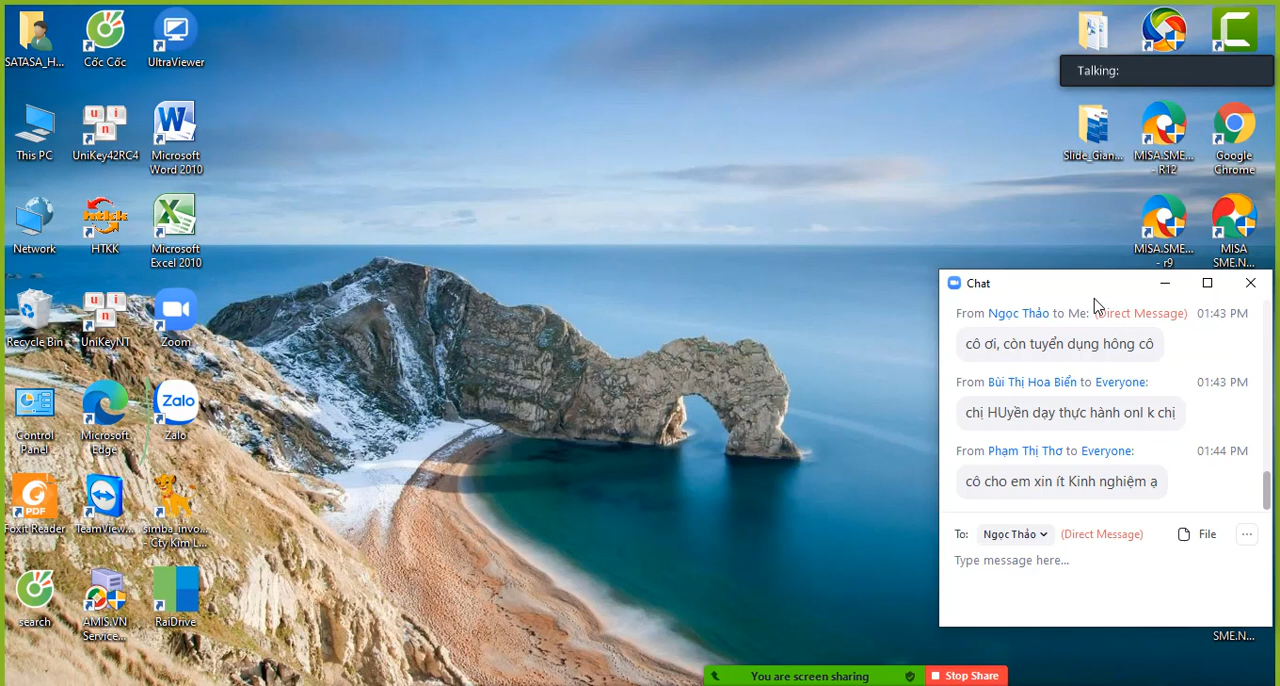 SATASA_H...
Cốc Cốc
UltraViewer
Talking:
This PC
UniKey42RC4
Microsoft
Word 2010
Slide_Gian...
MISA.SME...
- R12
Google
Chrome
Network
HTKK
Microsoft
Excel 2010
MISA.SME...
- r9
MISA
SME.N...
Recycle Bin
UniKeyNT
Zoom
Control
Panel
Microsoft
Edge
Zalo
Zalo
Foxit Reader
TeamView...
simba_invo...
- Cty Kim L...
search
AMIS.VN
Service...
RaiDrive
Chat
From Ngọc Thảo to Me: (Direct Message) 01:43 PM
cô ơi, còn tuyển dụng hông cô
From Bùi Thị Hoa Biển to Everyone: 01:43 PM
chị HUyền dạy thực hành onl k chị
From Phạm Thị Thơ to Everyone: 01:44 PM
cô cho em xin ít Kinh nghiệm ạ
To: Ngọc Thảo (Direct Message) File
Type message here...
SME.N...
You are screen sharing
Stop Share